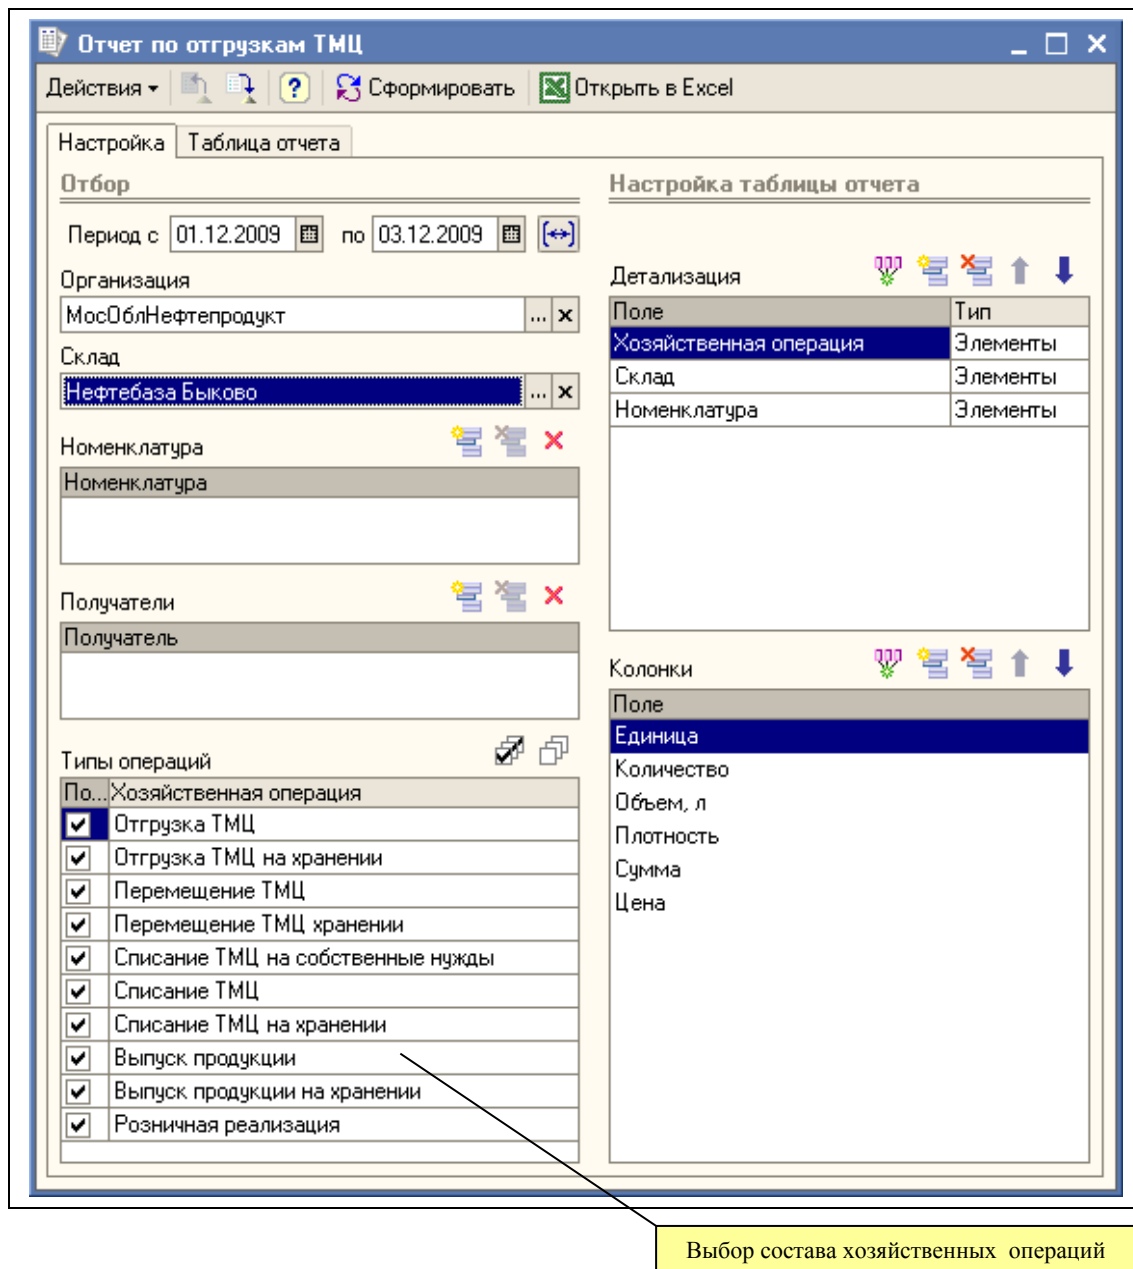 Отчет по отгрузкам ТМЦ
Действия Сформировать Открыть в Excel
Настройка Таблица отчета
Отбор
Период с 01.12.2009 по 03.12.2009
Организация
МосОблНефтепродукт ...
Склад
Нефтебаза Быково ...
Номенклатура
Номенклатура
Получатели
Получатель
Типы операций
По... Хозяйственная операция
Отгрузка ТМЦ
Отгрузка ТМЦ на хранении
Перемещение ТМЦ
Перемещение ТМЦ хранении
Списание ТМЦ на собственные нужды
Списание ТМЦ
Списание ТМЦ на хранении
Выпуск продукции
Выпуск продукции на хранении
Розничная реализация
Настройка таблицы отчета
Детализация
Поле Тип
Хозяйственная операция Элементы
Склад Элементы
Номенклатура Элементы
Колонки
Поле
Единица
Количество
Объем, л
Плотность
Сумма
Цена
Выбор состава хозяйственных операций